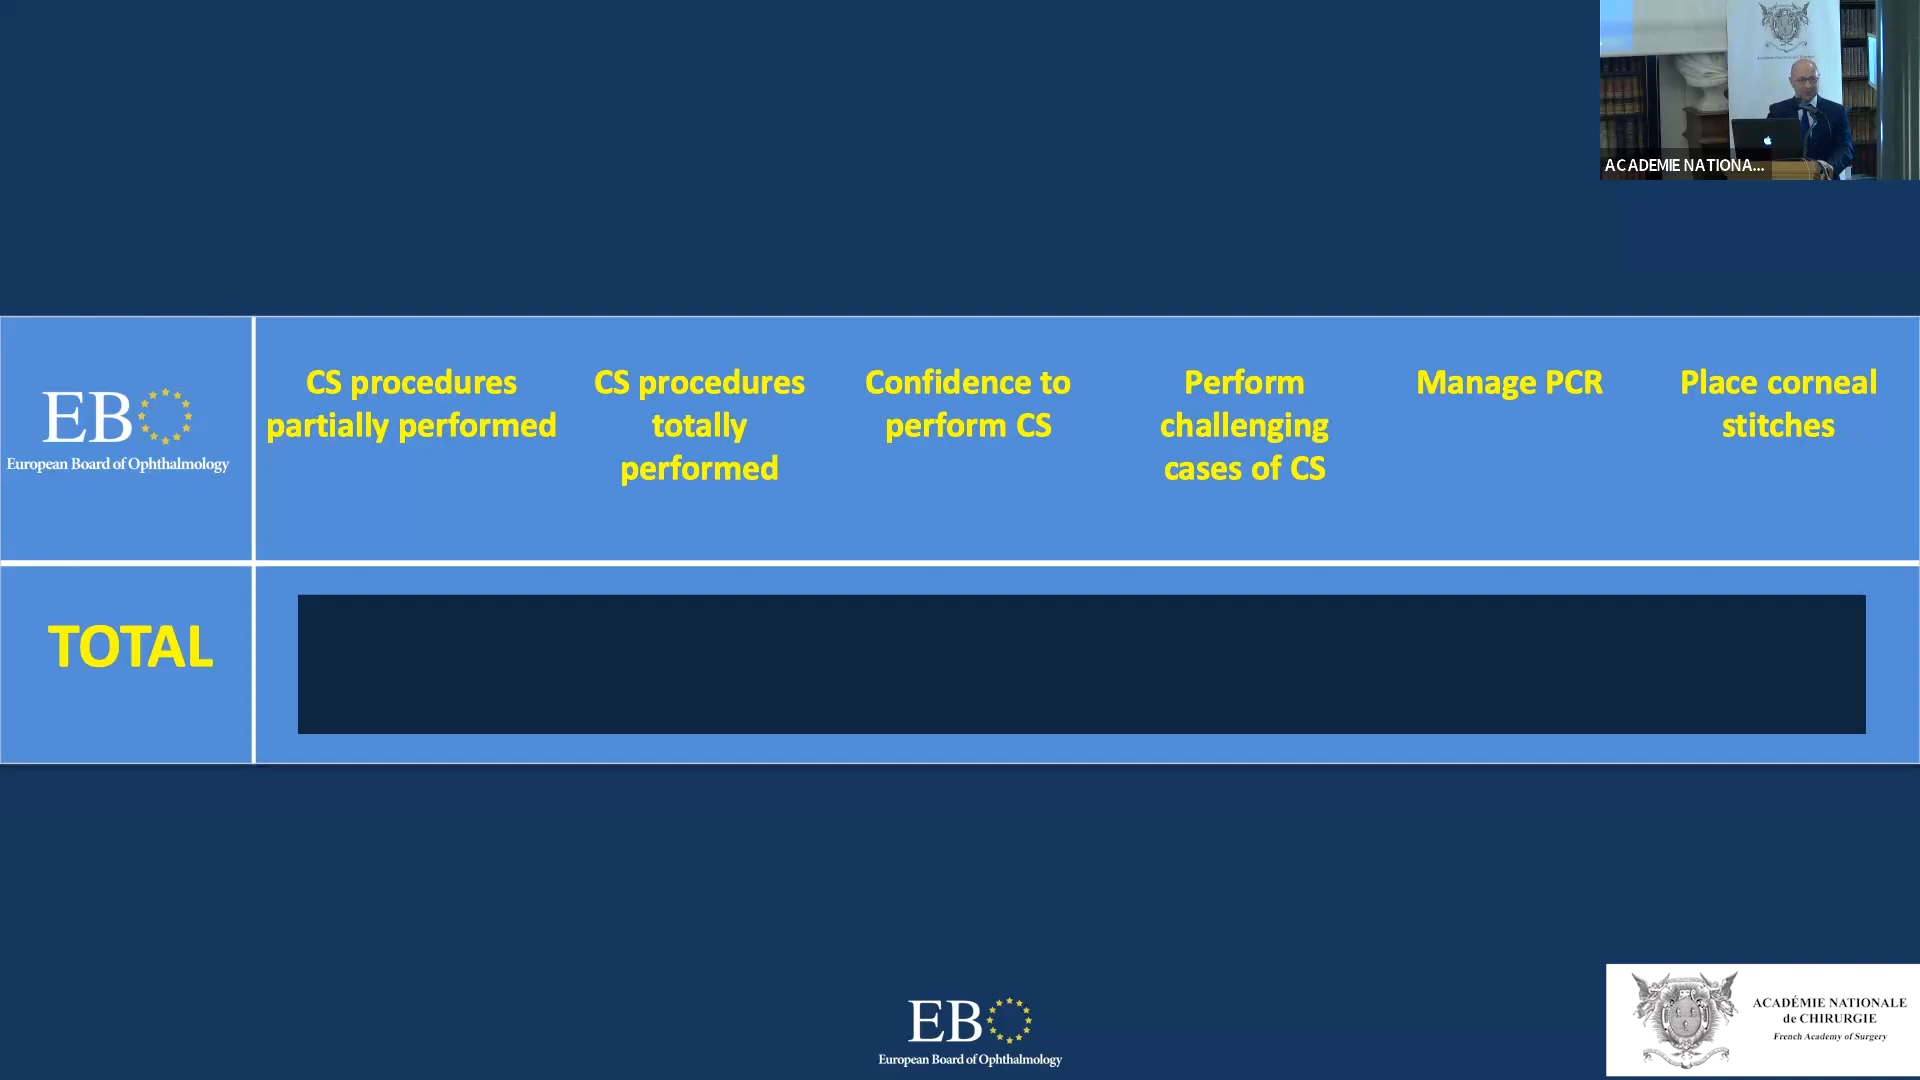 ACADEMIE NATIONA...
EB
European Board of Ophthalmology
CS procedures
partially performed
CS procedures
totally
performed
Confidence to
perform CS
Perform
challenging
cases of CS
Manage PCR
Place corneal
stitches
TOTAL
EB
European Board of Ophthalmology
ACADÉMIE NATIONALE
de CHIRURGIE
French Academy of Surgery